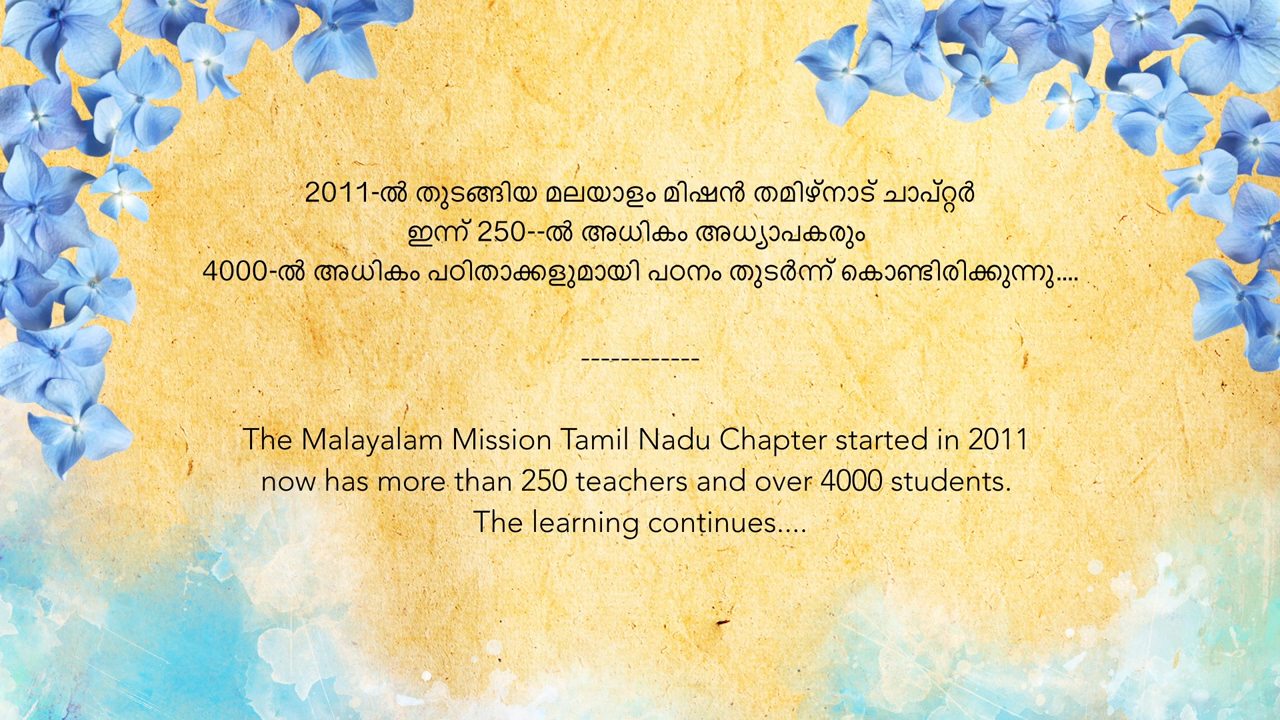 2011-ൽ തുടങ്ങിയ മലയാളം മിഷൻ തമിഴ്നാട് ചാപ്റ്റർ
ഇന്ന് 250--ൽ അധികം അധ്യാപകരും
4000-ൽ അധികം പഠിതാക്കളുമായി പഠനം തുടർന്ന് കൊണ്ടിരിക്കുന്നു....
------------
The Malayalam Mission Tamil Nadu Chapter started in 2011
now has more than 250 teachers and over 4000 students.
The learning continues....